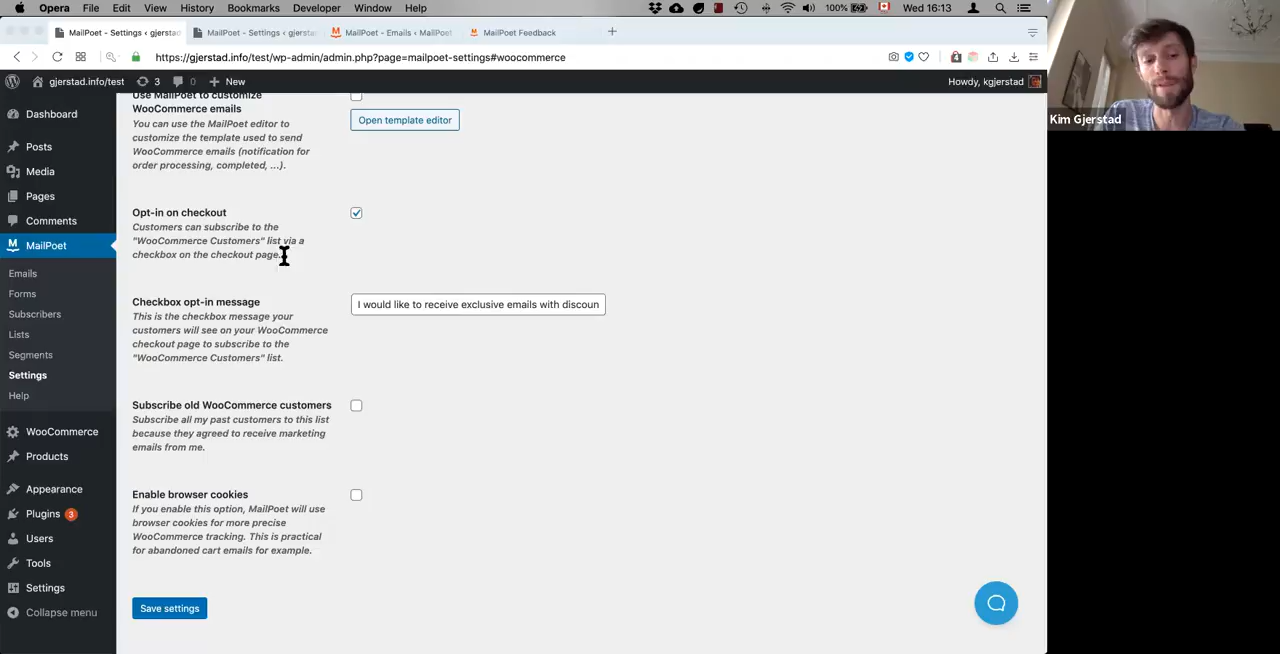 Opera File Edit View History Bookmarks Developer Window Help 100% Wed 16:13
MailPoet - Settings ‹ gjerstad MailPoet - Settings ‹ gjersta MailPoet - Emails ‹ MailPoet MailPoet Feedback
https://gjerstad.info/test/wp-admin/admin.php?page=mailpoet-settings#woocommerce
gjerstad.info/test 3 0 New Howdy, kgjerstad
Dashboard
Posts
Media
Pages
Comments
MailPoet
Emails
Forms
Subscribers
Lists
Segments
Settings
Help
WooCommerce
Products
Appearance
Plugins 3
Users
Tools
Settings
Collapse menu
Use MailPoet to customize
WooCommerce emails
You can use the MailPoet editor to
customize the template used to send
WooCommerce emails (notification for
order processing, completed, ...).
Open template editor
Opt-in on checkout
Customers can subscribe to the
"WooCommerce Customers" list via a
checkbox on the checkout page.
Checkbox opt-in message
This is the checkbox message your
customers will see on your WooCommerce
checkout page to subscribe to the
"WooCommerce Customers" list.
I would like to receive exclusive emails with discoun
Subscribe old WooCommerce customers
Subscribe all my past customers to this list
because they agreed to receive marketing
emails from me.
Enable browser cookies
If you enable this option, MailPoet will use
browser cookies for more precise
WooCommerce tracking. This is practical
for abandoned cart emails for example.
Save settings
Kim Gjerstad